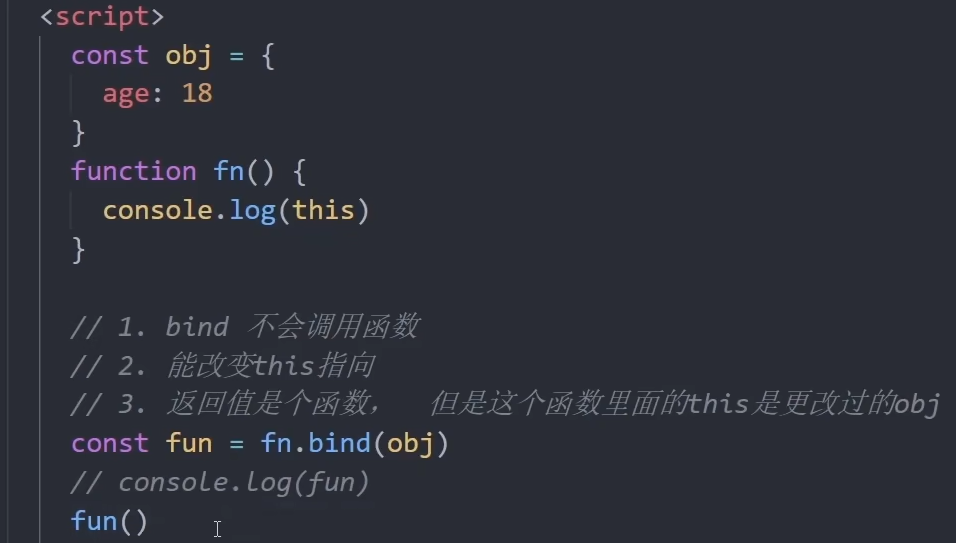 <script>
const obj = {
age: 18
}
function fn() {
console.log(this)
}
// 1. bind 不会调用函数
// 2. 能改变this指向
// 3. 返回值是个函数， 但是这个函数里面的this是更改过的obj
const fun = fn.bind(obj)
// console.log(fun)
fun()